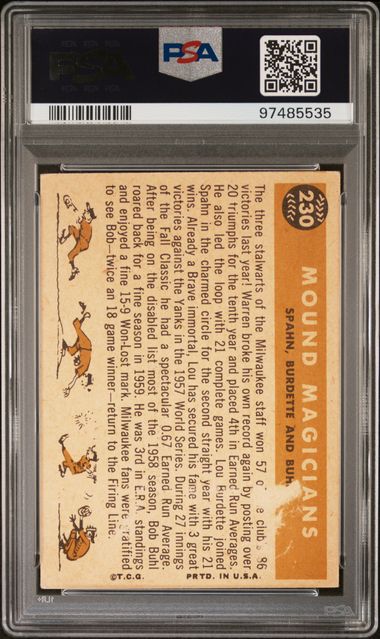 PSA
PSA
97485535
230
MOUND MAGICIANS
SPAHN, BURDETTE AND BUH
The three stalwarts of the Milwaukee staff won 57 o e club s 86
victories last year! Warren broke his own record again by posting over
20 triumphs for the tenth year and placed 4th in Earned Run Averages.
He also led the loop with 21 complete games. Lou Burdette joined
Spahn in the charmed circle for the second straight year with his 21
wins. Already a Brave immortal, Lou has secured his fame with 3 great
victories against the Yanks in the 1957 World Series. During 27 innings
of the Fall Classic he had a spectacular 0.67 Earned Run Average.
After being on the disabled list most of the 1958 season, Bob Buhl
roared back for a fine season in 1959. He was 3rd in E.R.A. standings
and enjoyed a fine 15-9 Won-Lost mark. Milwaukee fans were gratified
to see Bob—twice an 18 game winner—return to the Firing Line.
©T.C.G. PRTD. IN U.S.A.